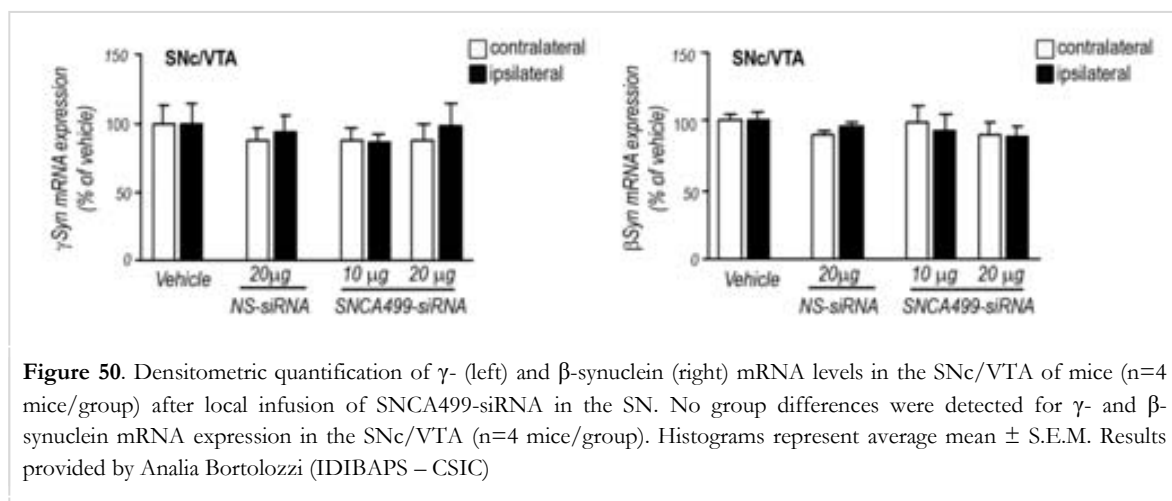 150
100
50
0
γSyn mRNA expression
(% of vehicle)
SNc/VTA
contralateral
ipsilateral
Vehicle
20μg
10 μg
20 μg
NS-siRNA
SNCA499-siRNA
150
100
50
0
βSyn mRNA expression
(% of vehicle)
SNc/VTA
contralateral
ipsilateral
Vehicle
20μg
10 μg
20 μg
NS-siRNA
SNCA499-siRNA
Figure 50. Densitometric quantification of γ- (left) and β-synuclein (right) mRNA levels in the SNc/VTA of mice (n=4
mice/group) after local infusion of SNCA499-siRNA in the SN. No group differences were detected for γ- and β-
synuclein mRNA expression in the SNc/VTA (n=4 mice/group). Histograms represent average mean ± S.E.M. Results
provided by Analia Bortolozzi (IDIBAPS – CSIC)